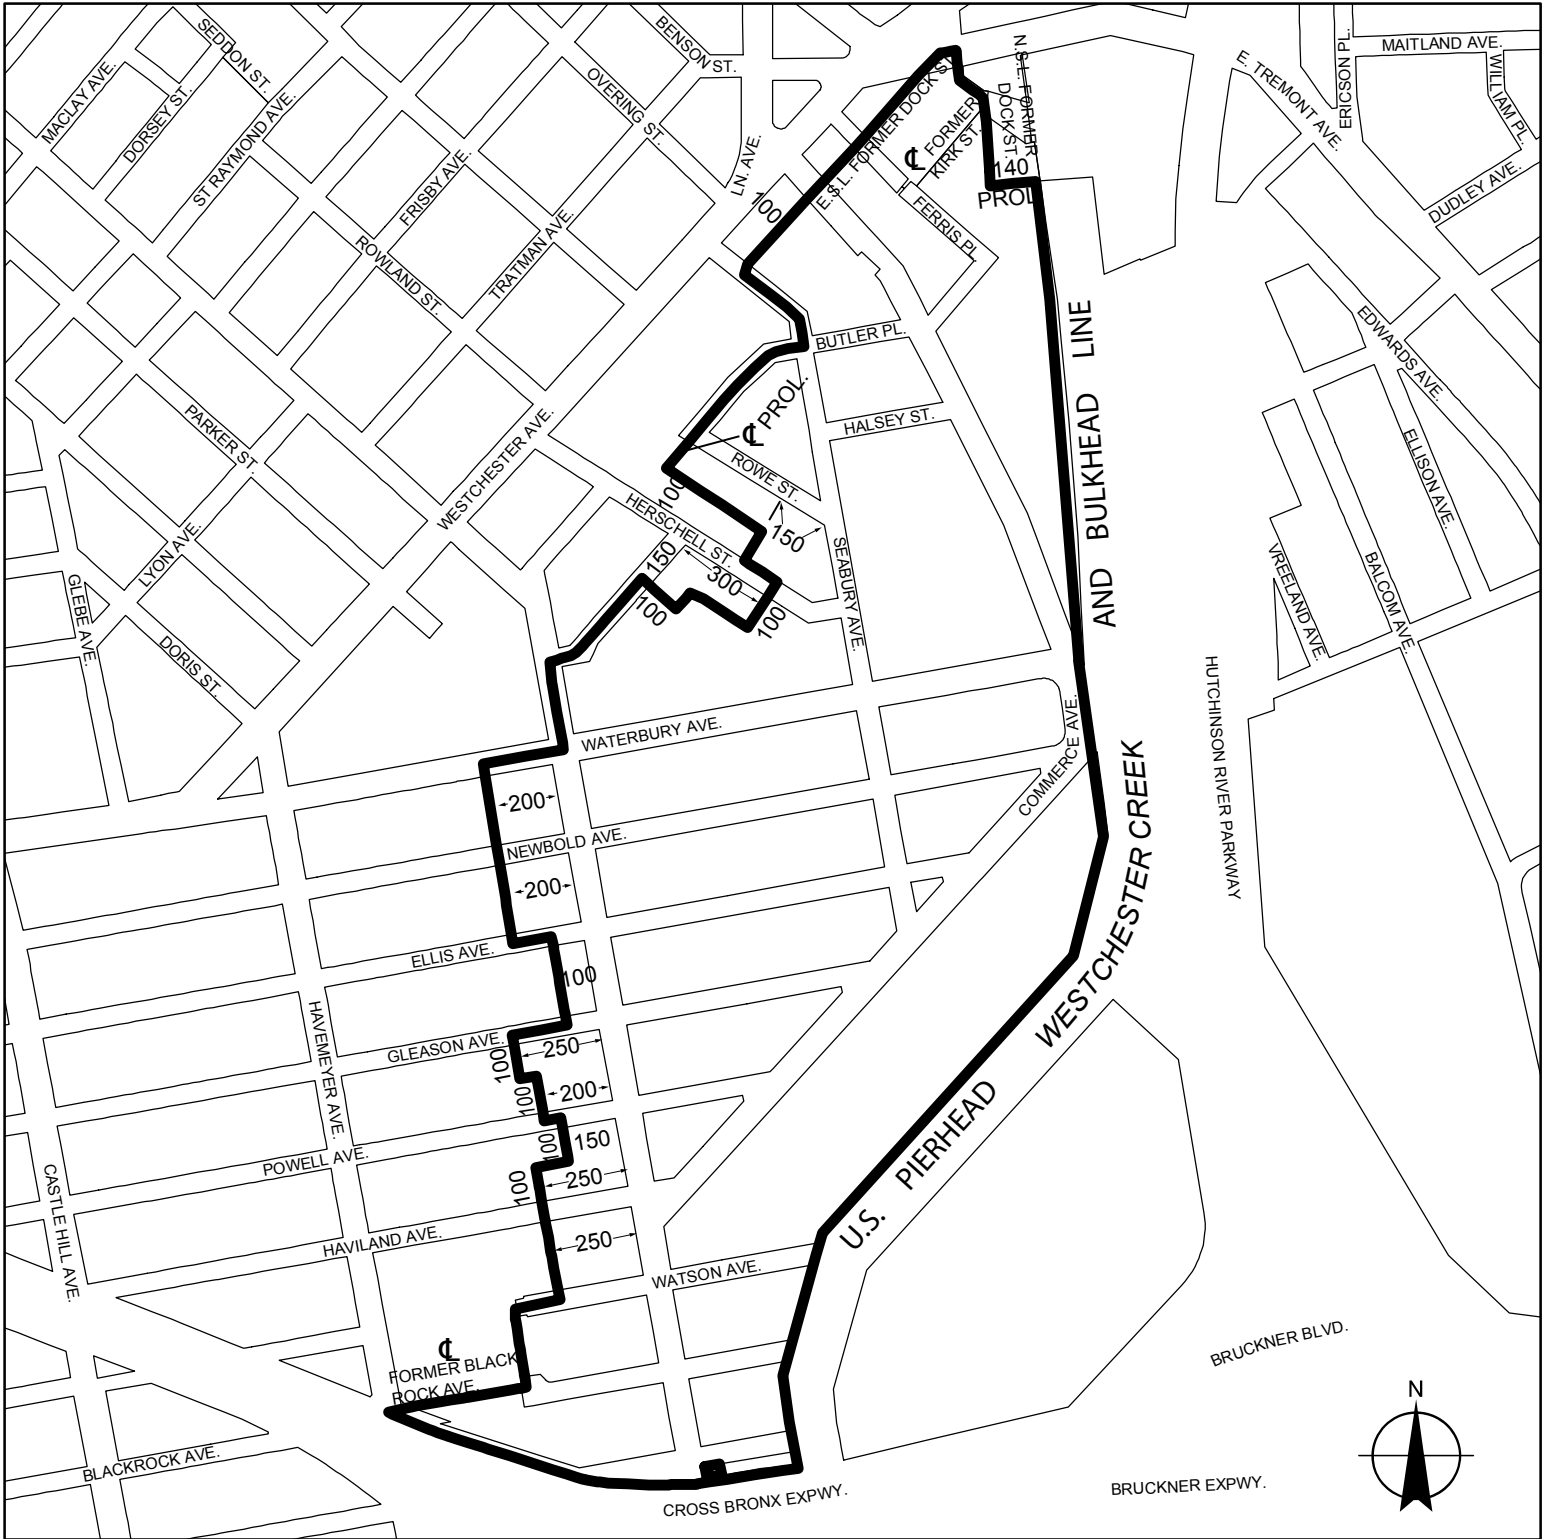 BENSON ST.
SEDDON ST.
MACLAY AVE.
DORSEY ST.
ST RAYMOND AVE.
OVERING ST.
FRISBY AVE.
LN. AVE.
ROWLAND ST.
TRATMAN AVE.
100
E.S.L. FORMER DOCK ST.
℄ FORMER
KIRK ST.
N.S.L. FORMER
DOCK ST.
140
PROL.
FERRIS PL.
E. TREMONT AVE.
ERICSON PL.
MAITLAND AVE.
WILLIAM PL.
DUDLEY AVE.
EDWARDS AVE.
ELLISON AVE.
BALCOM AVE.
VREELAND AVE.
BUTLER PL.
HALSEY ST.
℄ PROL.
ROWE ST.
100
150
HERSCHELL ST.
150
300
100
100
SEABURY AVE.
PARKER ST.
WESTCHESTER AVE.
LYON AVE.
GLEBE AVE.
DORIS ST.
WATERBURY AVE.
200
NEWBOLD AVE.
200
COMMERCE AVE.
HUTCHINSON RIVER PARKWAY
WESTCHESTER CREEK
U.S. PIERHEAD AND BULKHEAD LINE
ELLIS AVE.
100
HAVEMEYER AVE.
GLEASON AVE.
100
250
100
200
100
150
100
250
POWELL AVE.
CASTLE HILL AVE.
HAVILAND AVE.
250
WATSON AVE.
℄
FORMER BLACK
ROCK AVE.
BLACKROCK AVE.
CROSS BRONX EXPWY.
BRUCKNER BLVD.
BRUCKNER EXPWY.
N